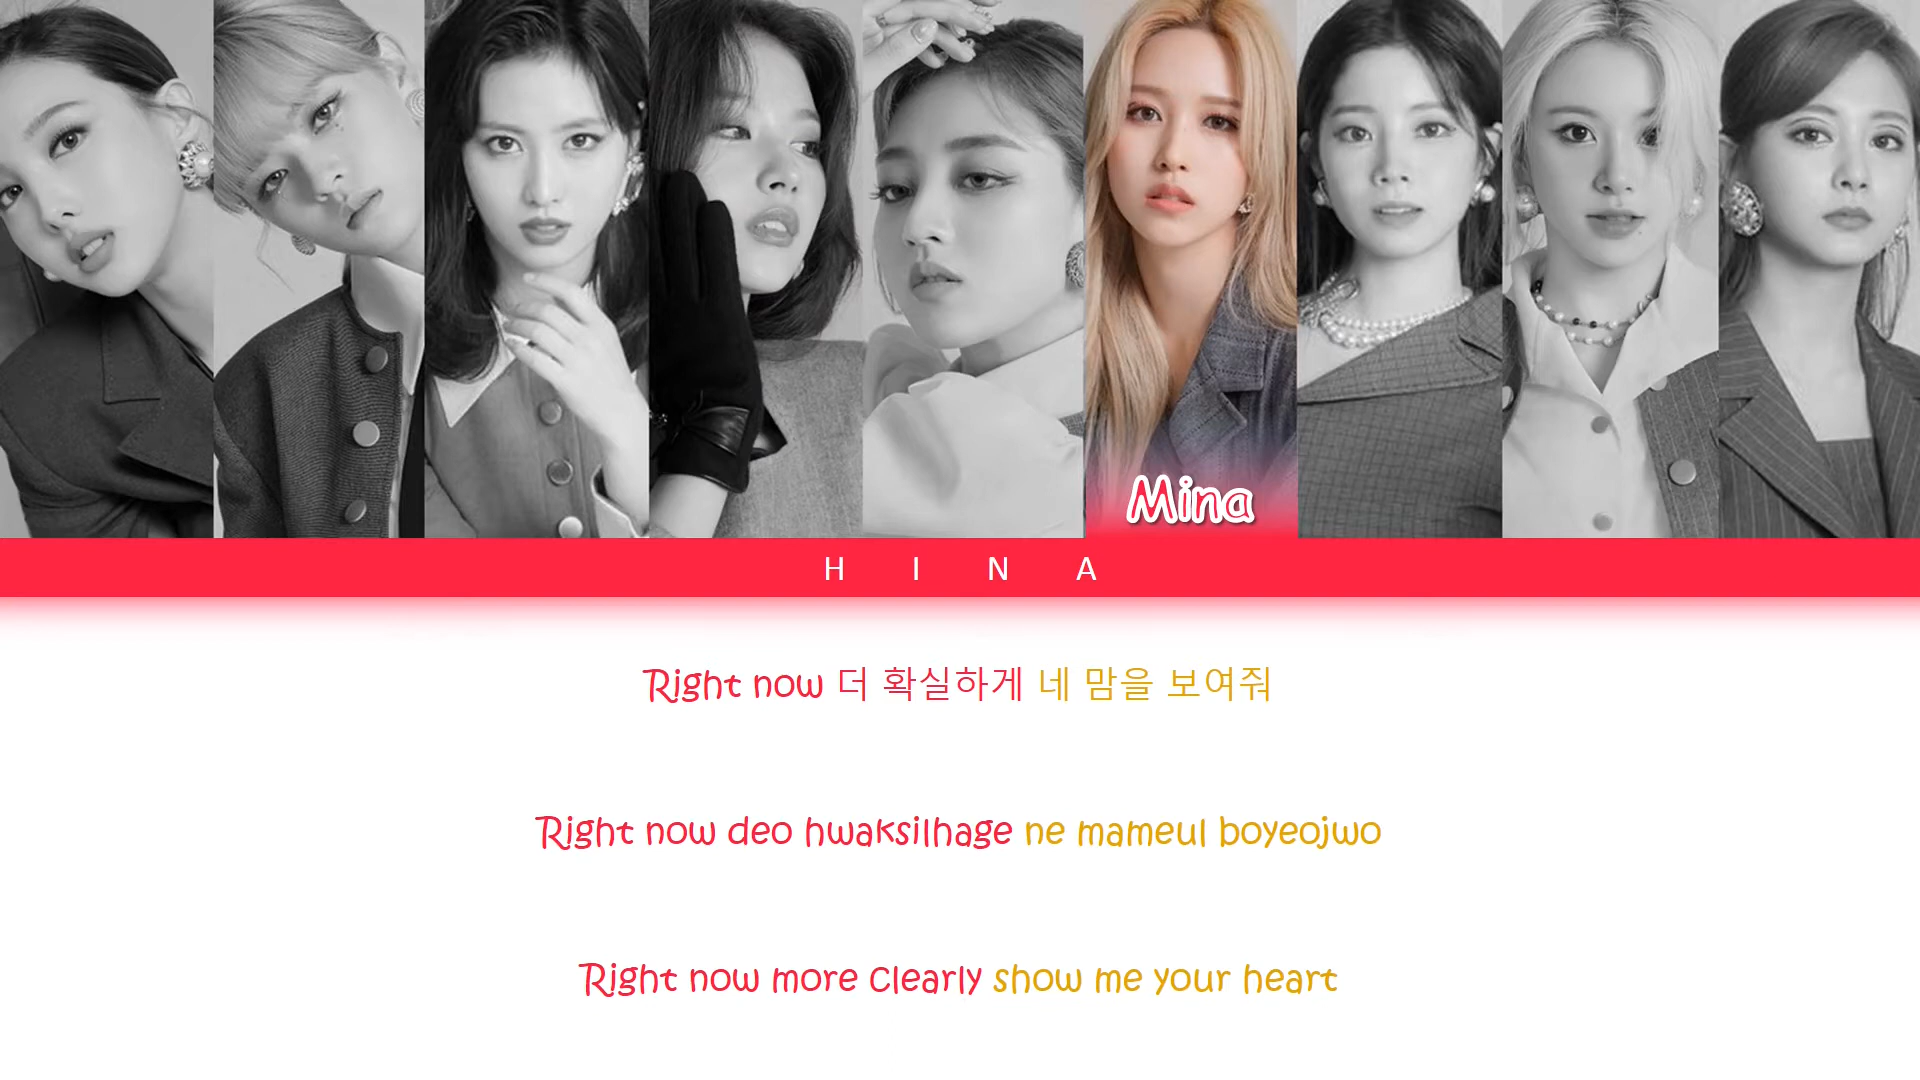 Mina
H I N A
Right now 더 확실하게 네 맘을 보여줘
Right now deo hwaksilhage ne mameul boyeojwo
Right now more clearly show me your heart